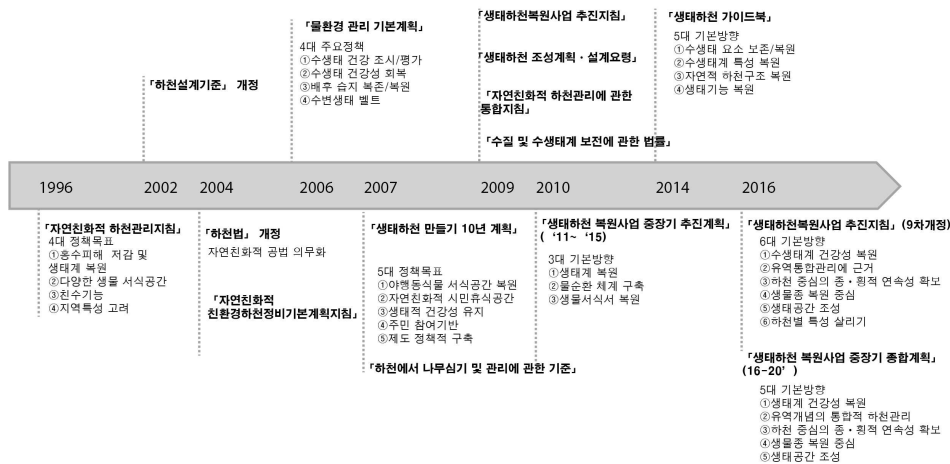 「하천설계기준」 개정
「물환경 관리 기본계획」
4대 주요정책
①수생태 건강 조시/평가
②수생태 건강성 회복
③배후 습지 복존/복원
④수변생태 벨트
「생태하천복원사업 추진지침」
「생태하천 조성계획·설계요령」
「자연친화적 하천관리에 관한
통합지침」
「수질 및 수생태계 보전에 관한 법률」
「생태하천 가이드북」
5대 기본방향
①수생태 요소 보존/복원
②수생태계 특성 복원
③자연적 하천구조 복원
④생태기능 복원
1996
2002
2004
2006
2007
2009
2010
2014
2016
「자연친화적 하천관리지침」
4대 정책목표
①홍수피해 저감 및
생태계 복원
②다양한 생물 서식공간
③친수기능
④지역특성 고려
「하천법」 개정
자연친화적 공법 의무화
「자연친화적
친환경하천정비기본계획지침」
「생태하천 만들기 10년 계획」
5대 정책목표
①야행동식물 서식공간 복원
②자연친화적 시민휴식공간
③생태적 건강성 유지
④주민 참여기반
⑤제도 정책적 구축
「하천에서 나무심기 및 관리에 관한 기준」
「생태하천 복원사업 중장기 추진계획」
(‘11~ ‘15)
3대 기본방향
①생태계 복원
②물순환 체계 구축
③생물서식서 복원
「생태하천복원사업 추진지침」(9차개정)
6대 기본방향
①수생태계 건강성 복원
②유역통합관리에 근거
③하천 중심의 종·횡적 연속성 확보
④생물종 복원 중심
⑤생태공간 조성
⑥하천별 특성 살리기
「생태하천 복원사업 중장기 종합계획」
(16-20’)
5대 기본방향
①생태계 건강성 복원
②유역개념의 통합적 하천관리
③하천 중심의 종·횡적 연속성 확보
④생물종 복원 중심
⑤생태공간 조성